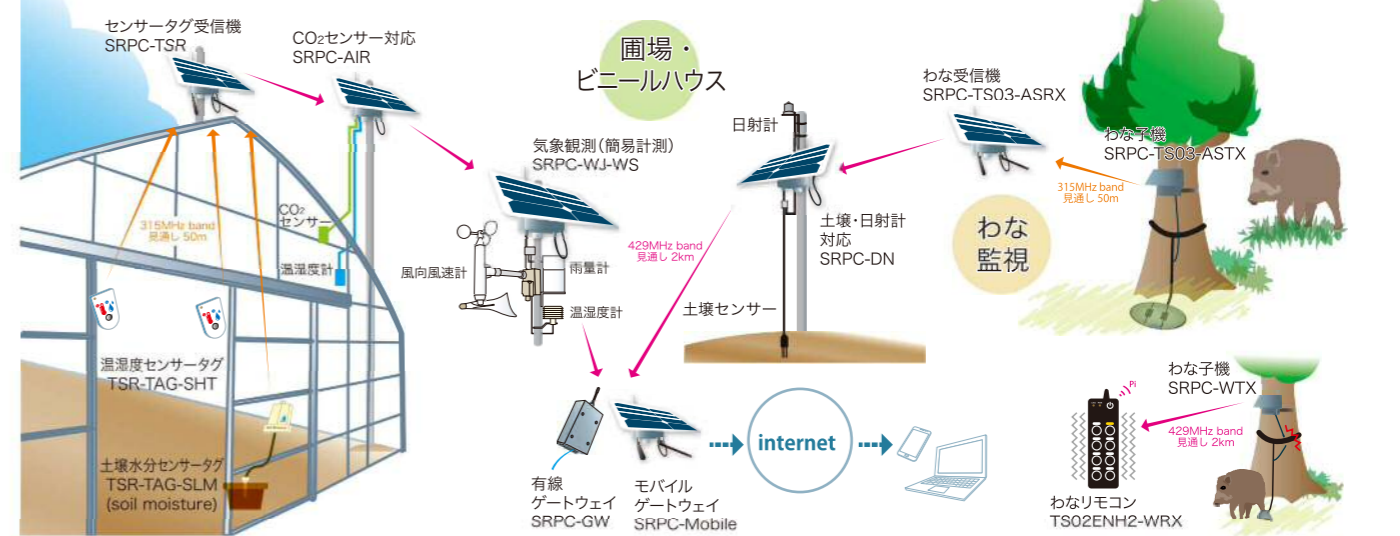 センサータグ受信機
SRPC-TSR
CO₂センサー対応
SRPC-AIR
圃場・
ビニールハウス
気象観測（簡易計測）
SRPC-WJ-WS
CO₂
センサー
温湿度計
315MHz band
見通し 50m
風向風速計
雨量計
温湿度計
温湿度センサータグ
TSR-TAG-SHT
土壌水分センサータグ
TSR-TAG-SLM
(soil moisture)
日射計
土壌・日射計
対応
SRPC-DN
土壌センサー
429MHz band
見通し 2km
わな受信機
SRPC-TS03-ASRX
わな子機
SRPC-TS03-ASTX
315MHz band
見通し 50m
わな
監視
有線
ゲートウェイ
SRPC-GW
モバイル
ゲートウェイ
SRPC-Mobile
internet
わな子機
SRPC-WTX
Pi
429MHz band
見通し 2km
わなリモコン
TS02ENH2-WRX